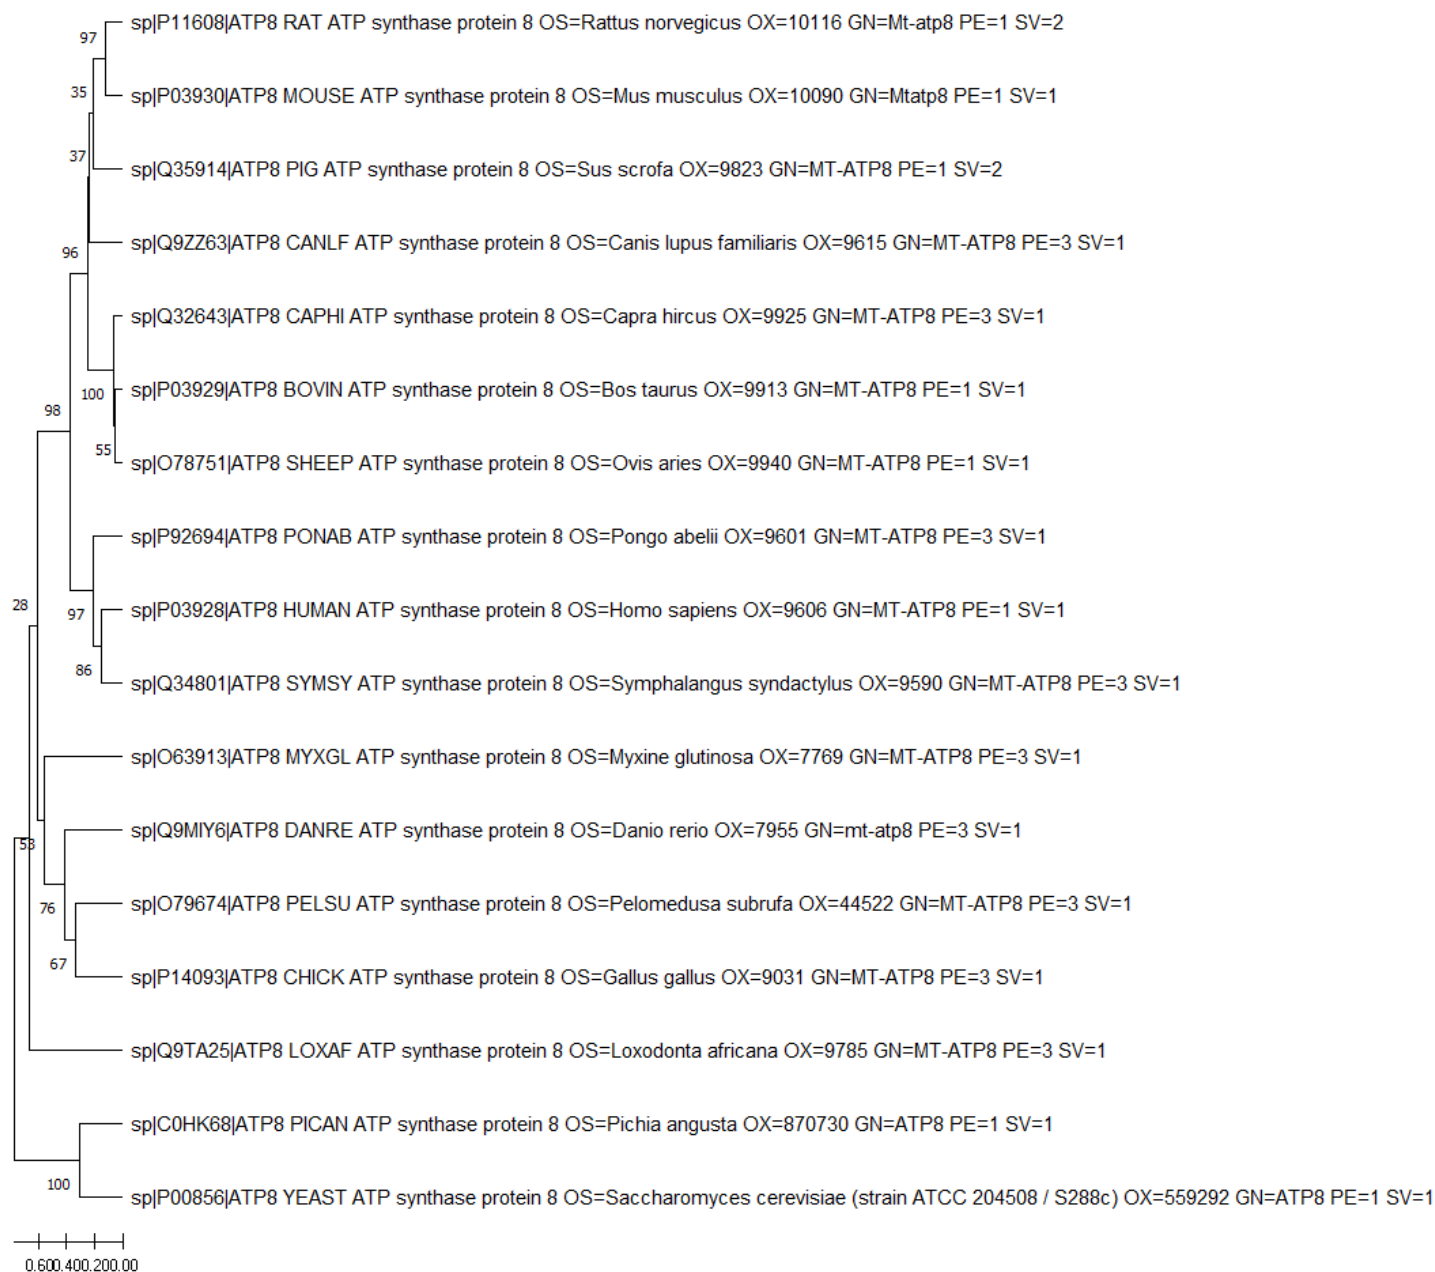 sp|P11608|ATP8 RAT ATP synthase protein 8 OS=Rattus norvegicus OX=10116 GN=Mt-atp8 PE=1 SV=2
97
35
sp|P03930|ATP8 MOUSE ATP synthase protein 8 OS=Mus musculus OX=10090 GN=Mtatp8 PE=1 SV=1
37
sp|Q35914|ATP8 PIG ATP synthase protein 8 OS=Sus scrofa OX=9823 GN=MT-ATP8 PE=1 SV=2
sp|Q9ZZ63|ATP8 CANLF ATP synthase protein 8 OS=Canis lupus familiaris OX=9615 GN=MT-ATP8 PE=3 SV=1
96
sp|Q32643|ATP8 CAPHI ATP synthase protein 8 OS=Capra hircus OX=9925 GN=MT-ATP8 PE=3 SV=1
sp|P03929|ATP8 BOVIN ATP synthase protein 8 OS=Bos taurus OX=9913 GN=MT-ATP8 PE=1 SV=1
100
98
55
sp|O78751|ATP8 SHEEP ATP synthase protein 8 OS=Ovis aries OX=9940 GN=MT-ATP8 PE=1 SV=1
sp|P92694|ATP8 PONAB ATP synthase protein 8 OS=Pongo abelii OX=9601 GN=MT-ATP8 PE=3 SV=1
28
sp|P03928|ATP8 HUMAN ATP synthase protein 8 OS=Homo sapiens OX=9606 GN=MT-ATP8 PE=1 SV=1
97
86
sp|Q34801|ATP8 SYMSY ATP synthase protein 8 OS=Symphalangus syndactylus OX=9590 GN=MT-ATP8 PE=3 SV=1
sp|O63913|ATP8 MYXGL ATP synthase protein 8 OS=Myxine glutinosa OX=7769 GN=MT-ATP8 PE=3 SV=1
sp|Q9MIY6|ATP8 DANRE ATP synthase protein 8 OS=Danio rerio OX=7955 GN=mt-atp8 PE=3 SV=1
53
76
sp|O79674|ATP8 PELSU ATP synthase protein 8 OS=Pelomedusa subrufa OX=44522 GN=MT-ATP8 PE=3 SV=1
67
sp|P14093|ATP8 CHICK ATP synthase protein 8 OS=Gallus gallus OX=9031 GN=MT-ATP8 PE=3 SV=1
sp|Q9TA25|ATP8 LOXAF ATP synthase protein 8 OS=Loxodonta africana OX=9785 GN=MT-ATP8 PE=3 SV=1
sp|C0HK68|ATP8 PICAN ATP synthase protein 8 OS=Pichia angusta OX=870730 GN=ATP8 PE=1 SV=1
100
sp|P00856|ATP8 YEAST ATP synthase protein 8 OS=Saccharomyces cerevisiae (strain ATCC 204508 / S288c) OX=559292 GN=ATP8 PE=1 SV=1
0.60 0.40 0.20 0.00